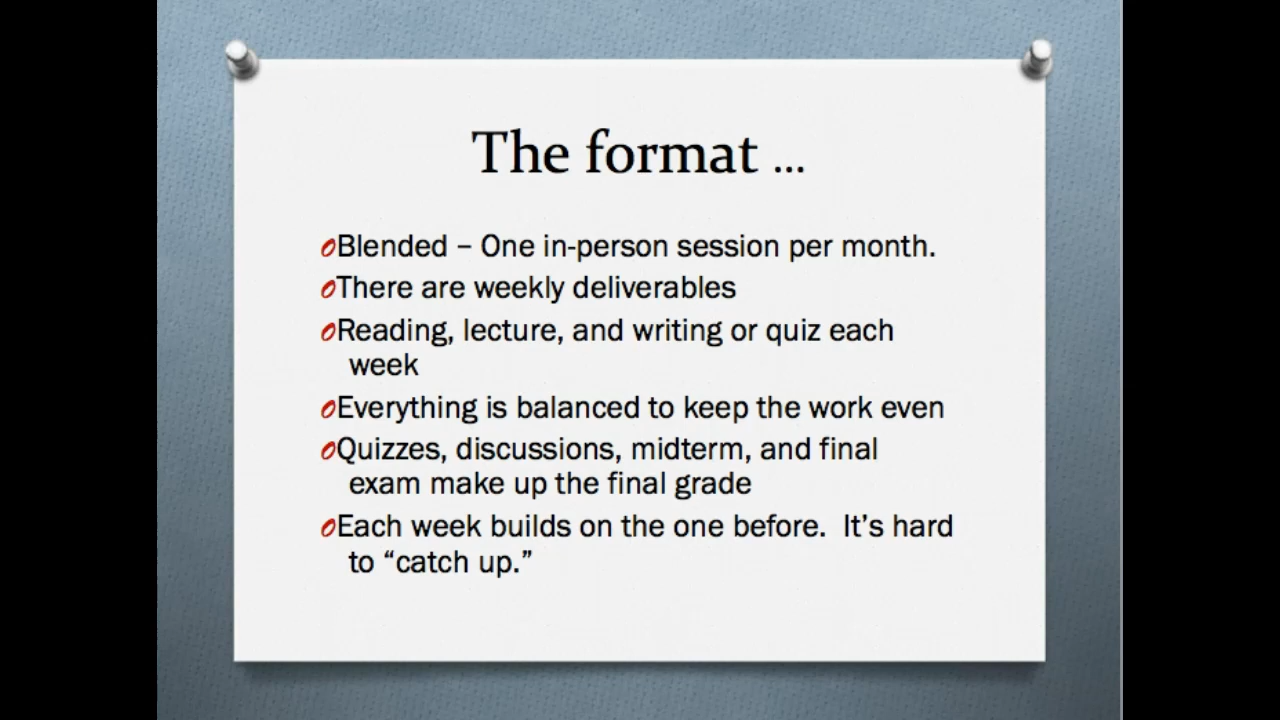 The format ...
Blended – One in-person session per month.
There are weekly deliverables
Reading, lecture, and writing or quiz each
week
Everything is balanced to keep the work even
Quizzes, discussions, midterm, and final
exam make up the final grade
Each week builds on the one before.  It’s hard
to “catch up.”